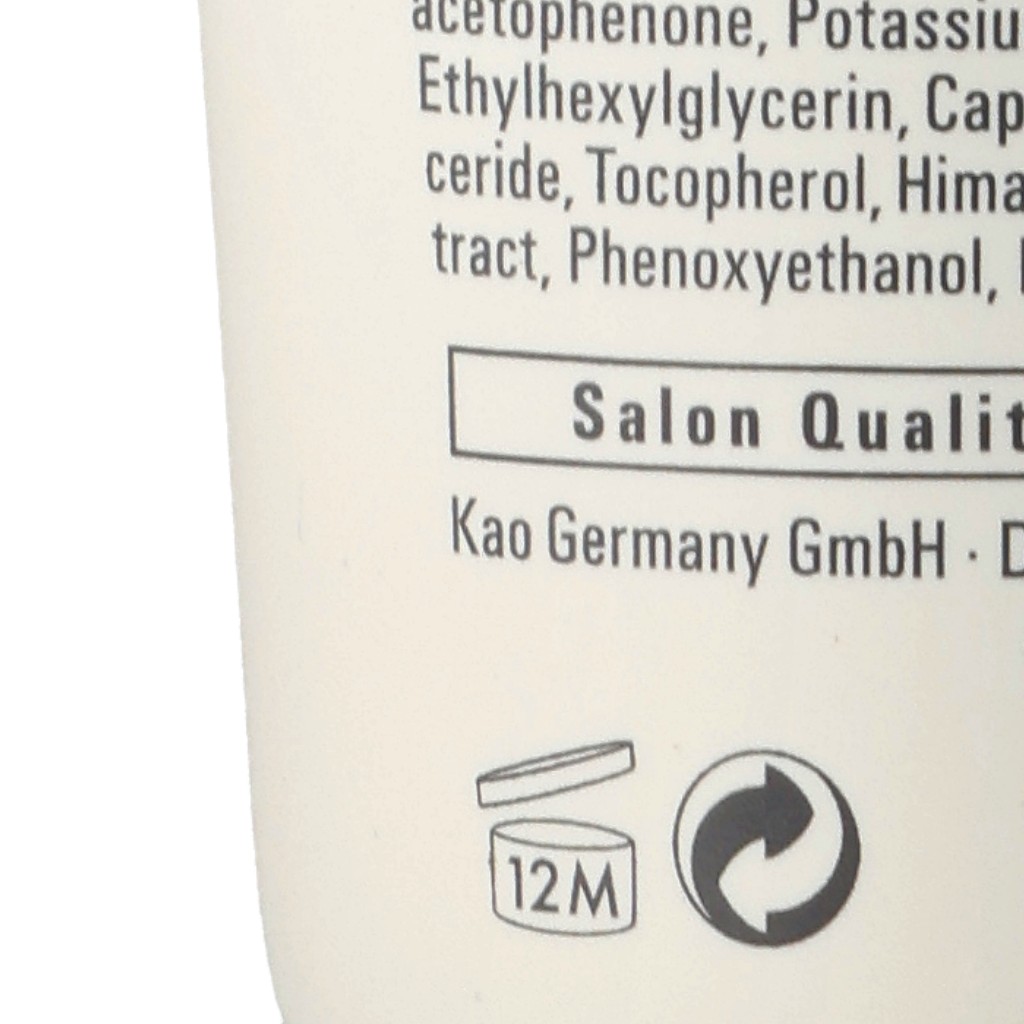 acetophenone, Potassiu
Ethylhexylglycerin, Cap
ceride, Tocopherol, Hima
tract, Phenoxyethanol,
Salon Qualit
Kao Germany GmbH · D
12M